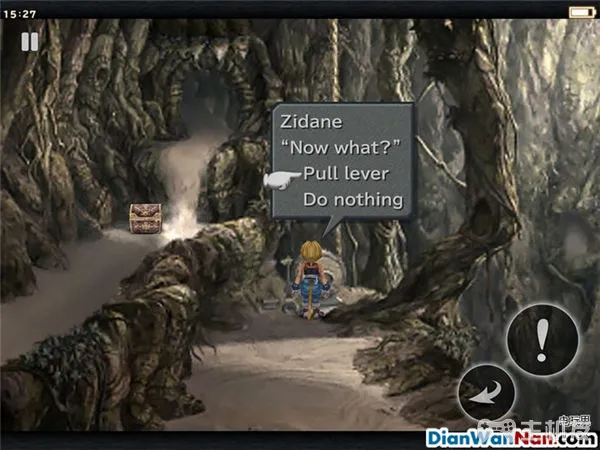 15:27
Zidane
“Now what?”
Pull lever
Do nothing
DianWanNan.com